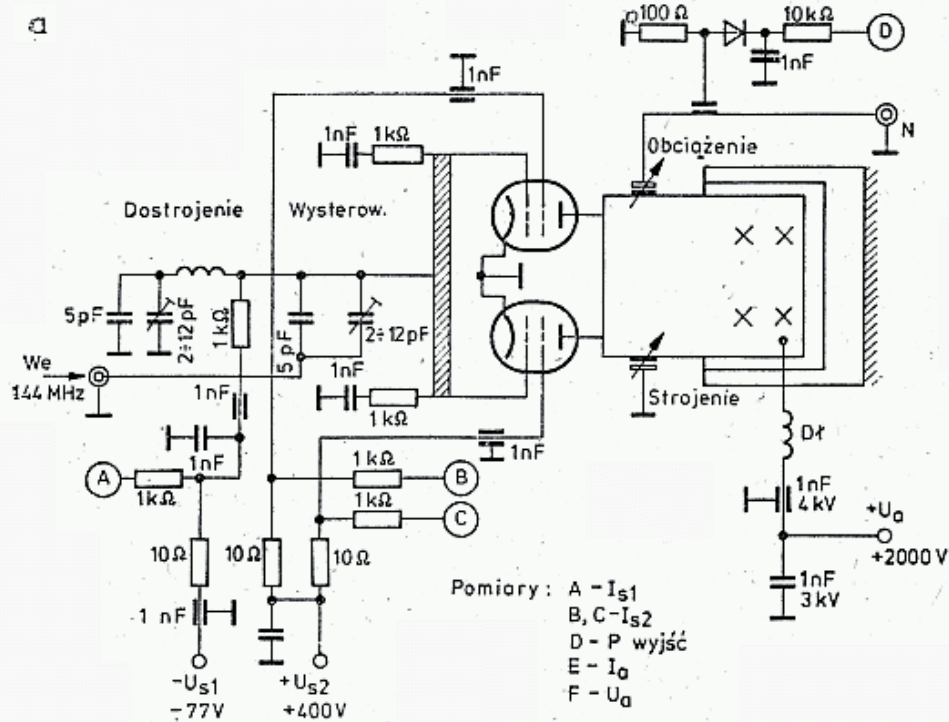 a
100 Ω
10 kΩ
D
1nF
1nF
N
1nF
1kΩ
Obciążenie
Dostrojenie
Wysterow.
5pF
2÷12pF
1kΩ
5pF
2÷12pF
We
144 MHz
1nF
1nF
1kΩ
Strojenie
1nF
1nF
Dł
A
1kΩ
1kΩ
B
1kΩ
C
1nF
4kV
+Ua
+2000V
10Ω
10Ω
10Ω
1nF
3kV
1 nF
Pomiary: A - Is1
B, C - Is2
D - P wyjść
E - Ia
F - Ua
-Us1
-77V
+Us2
+400V